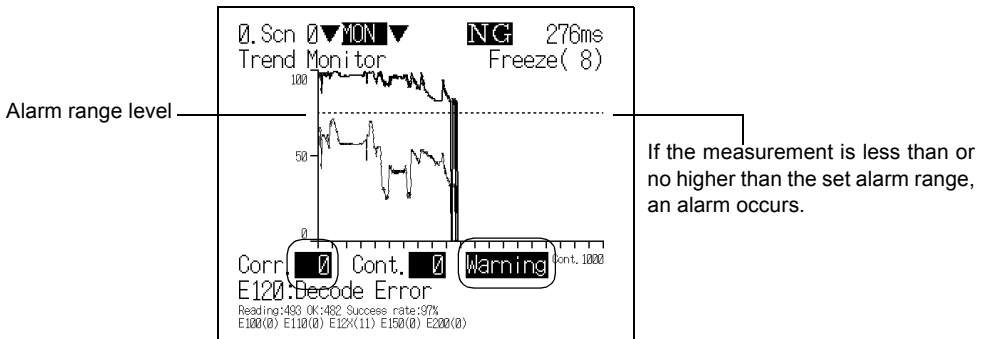 0.Scn 0▼MON ▼ NG 276ms
Trend Monitor Freeze( 8)
100
Alarm range level
50
If the measurement is less than or
no higher than the set alarm range,
an alarm occurs.
0
Corr. 0 Cont. 0 Warning Cont.1000
E120:Decode Error
Reading:493 OK:482 Success rate:97%
E100(0) E110(0) E12X(11) E150(0) E200(0)